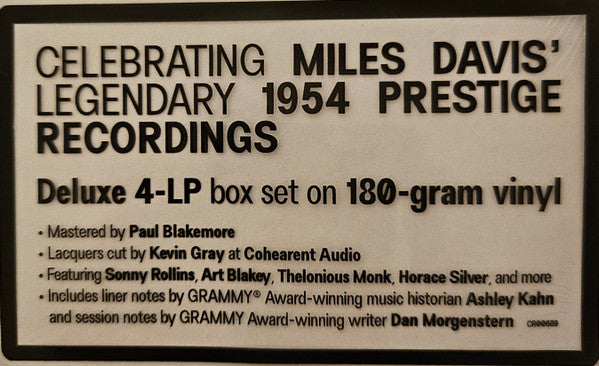 CELEBRATING MILES DAVIS'
LEGENDARY 1954 PRESTIGE
RECORDINGS
Deluxe 4-LP box set on 180-gram vinyl
• Mastered by Paul Blakemore
• Lacquers cut by Kevin Gray at Cohearent Audio
• Featuring Sonny Rollins, Art Blakey, Thelonious Monk, Horace Silver, and more
• Includes liner notes by GRAMMY® Award-winning music historian Ashley Kahn
and session notes by GRAMMY Award-winning writer Dan Morgenstern CR00689